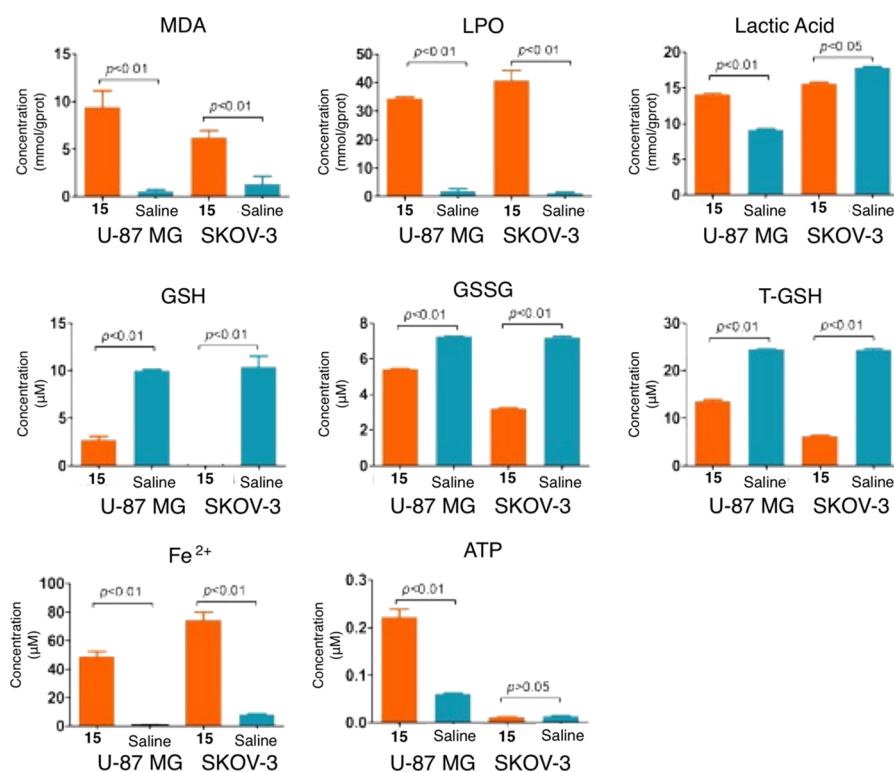 MDA
LPO
Lactic Acid
Concentration
(mmol/gprot)
15
10
5
0
p<0.01
p<0.01
15 Saline 15 Saline
U-87 MG SKOV-3
Concentration
(mmol/gprot)
50
40
30
20
10
0
p<0.01
p<0.01
15 Saline 15 Saline
U-87 MG SKOV-3
Concentration
(mmol/gprot)
20
15
10
5
0
p<0.01
p<0.05
15 Saline 15 Saline
U-87 MG SKOV-3
GSH
GSSG
T-GSH
Concentration
(µM)
15
10
5
0
p<0.01
p<0.01
15 Saline 15 Saline
U-87 MG SKOV-3
Concentration
(µM)
8
6
4
2
0
p<0.01
p<0.01
15 Saline 15 Saline
U-87 MG SKOV-3
Concentration
(µM)
30
20
10
0
p<0.01
p<0.01
15 Saline 15 Saline
U-87 MG SKOV-3
Fe2+
ATP
Concentration
(µM)
100
80
60
40
20
0
p<0.01
p<0.01
15 Saline 15 Saline
U-87 MG SKOV-3
Concentration
(µM)
0.3
0.2
0.1
0.0
p<0.01
p>0.05
15 Saline 15 Saline
U-87 MG SKOV-3